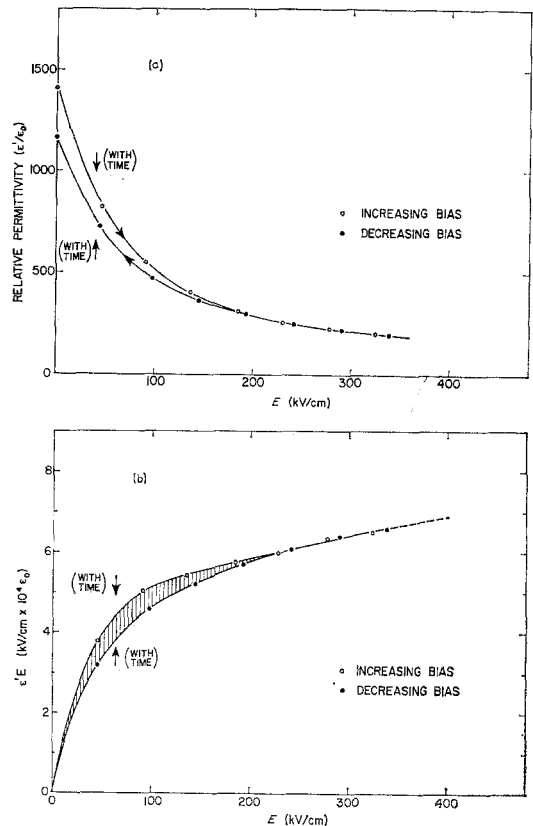 (a)
1500
1000
500
0
RELATIVE PERMITTIVITY (ε'/ε₀)
(WITH TIME)
(WITH TIME)
○ INCREASING BIAS
● DECREASING BIAS
100 200 300 400
E (kV/cm)
(b)
8
6
4
2
0
ε'E (kV/cm x 10⁴ ε₀)
(WITH TIME)
(WITH TIME)
○ INCREASING BIAS
● DECREASING BIAS
0 100 200 300 400
E (kV/cm)